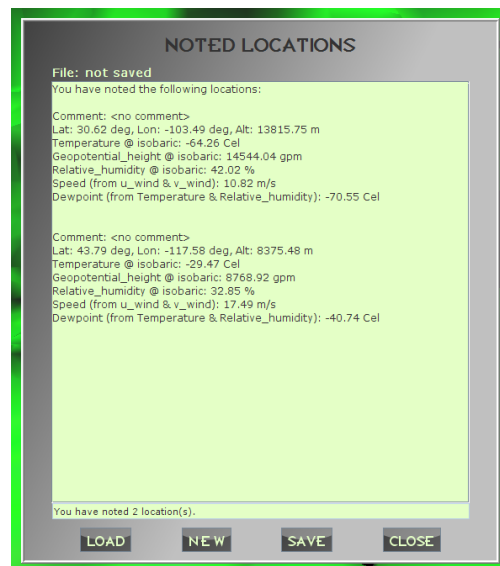 NOTED LOCATIONS
File: not saved
You have noted the following locations:
Comment: <no comment>
Lat: 30.62 deg, Lon: -103.49 deg, Alt: 13815.75 m
Temperature @ isobaric: -64.26 Cel
Geopotential_height @ isobaric: 14544.04 gpm
Relative_humidity @ isobaric: 42.02 %
Speed (from u_wind & v_wind): 10.82 m/s
Dewpoint (from Temperature & Relative_humidity): -70.55 Cel
Comment: <no comment>
Lat: 43.79 deg, Lon: -117.58 deg, Alt: 8375.48 m
Temperature @ isobaric: -29.47 Cel
Geopotential_height @ isobaric: 8768.92 gpm
Relative_humidity @ isobaric: 32.85 %
Speed (from u_wind & v_wind): 17.49 m/s
Dewpoint (from Temperature & Relative_humidity): -40.74 Cel
You have noted 2 location(s).
LOAD NEW SAVE CLOSE